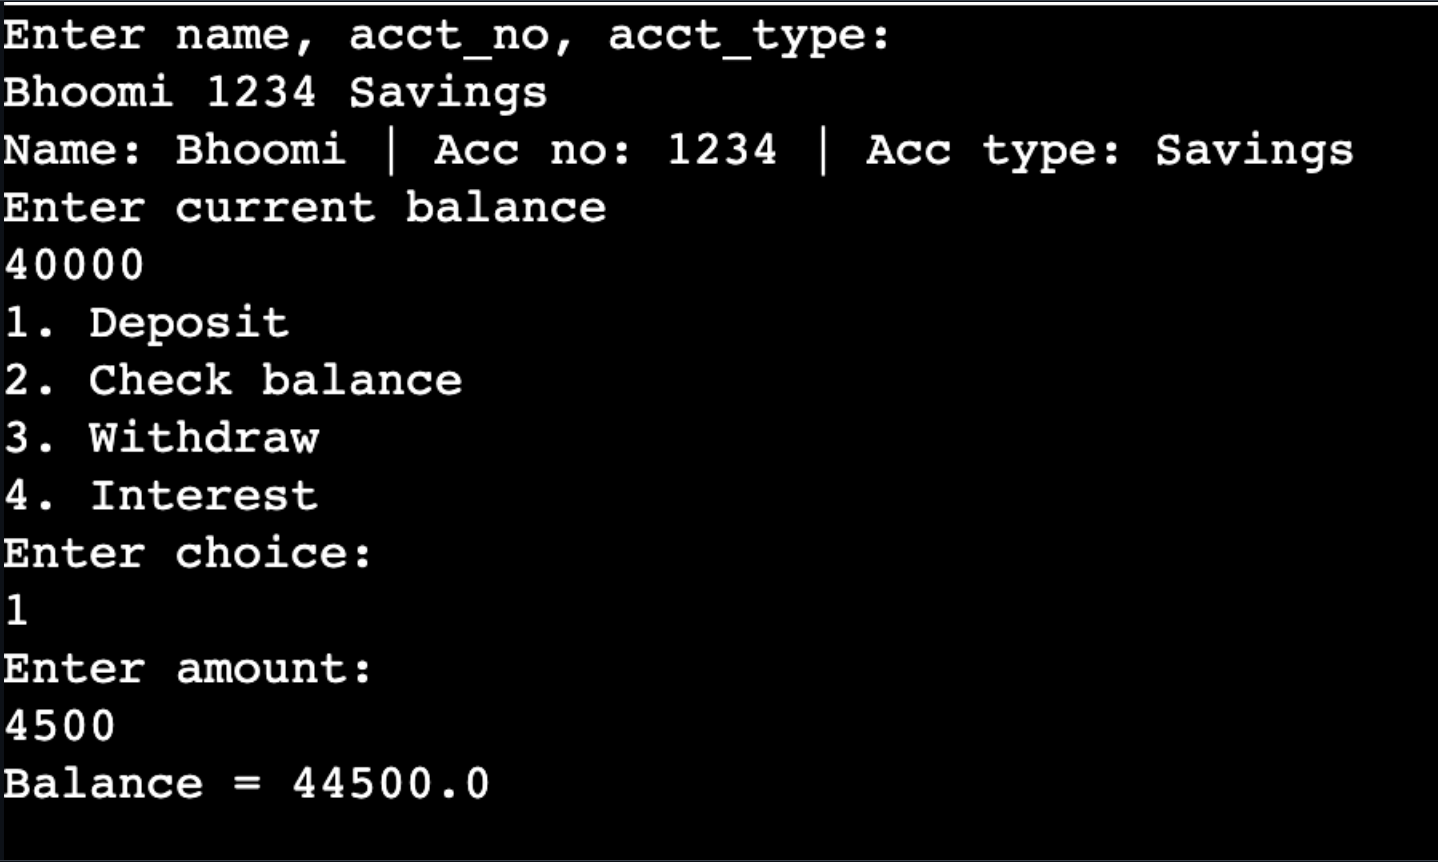 Enter name, acct_no, acct_type:
Bhoomi 1234 Savings
Name: Bhoomi | Acc no: 1234 | Acc type: Savings
Enter current balance
40000
1. Deposit
2. Check balance
3. Withdraw
4. Interest
Enter choice:
1
Enter amount:
4500
Balance = 44500.0